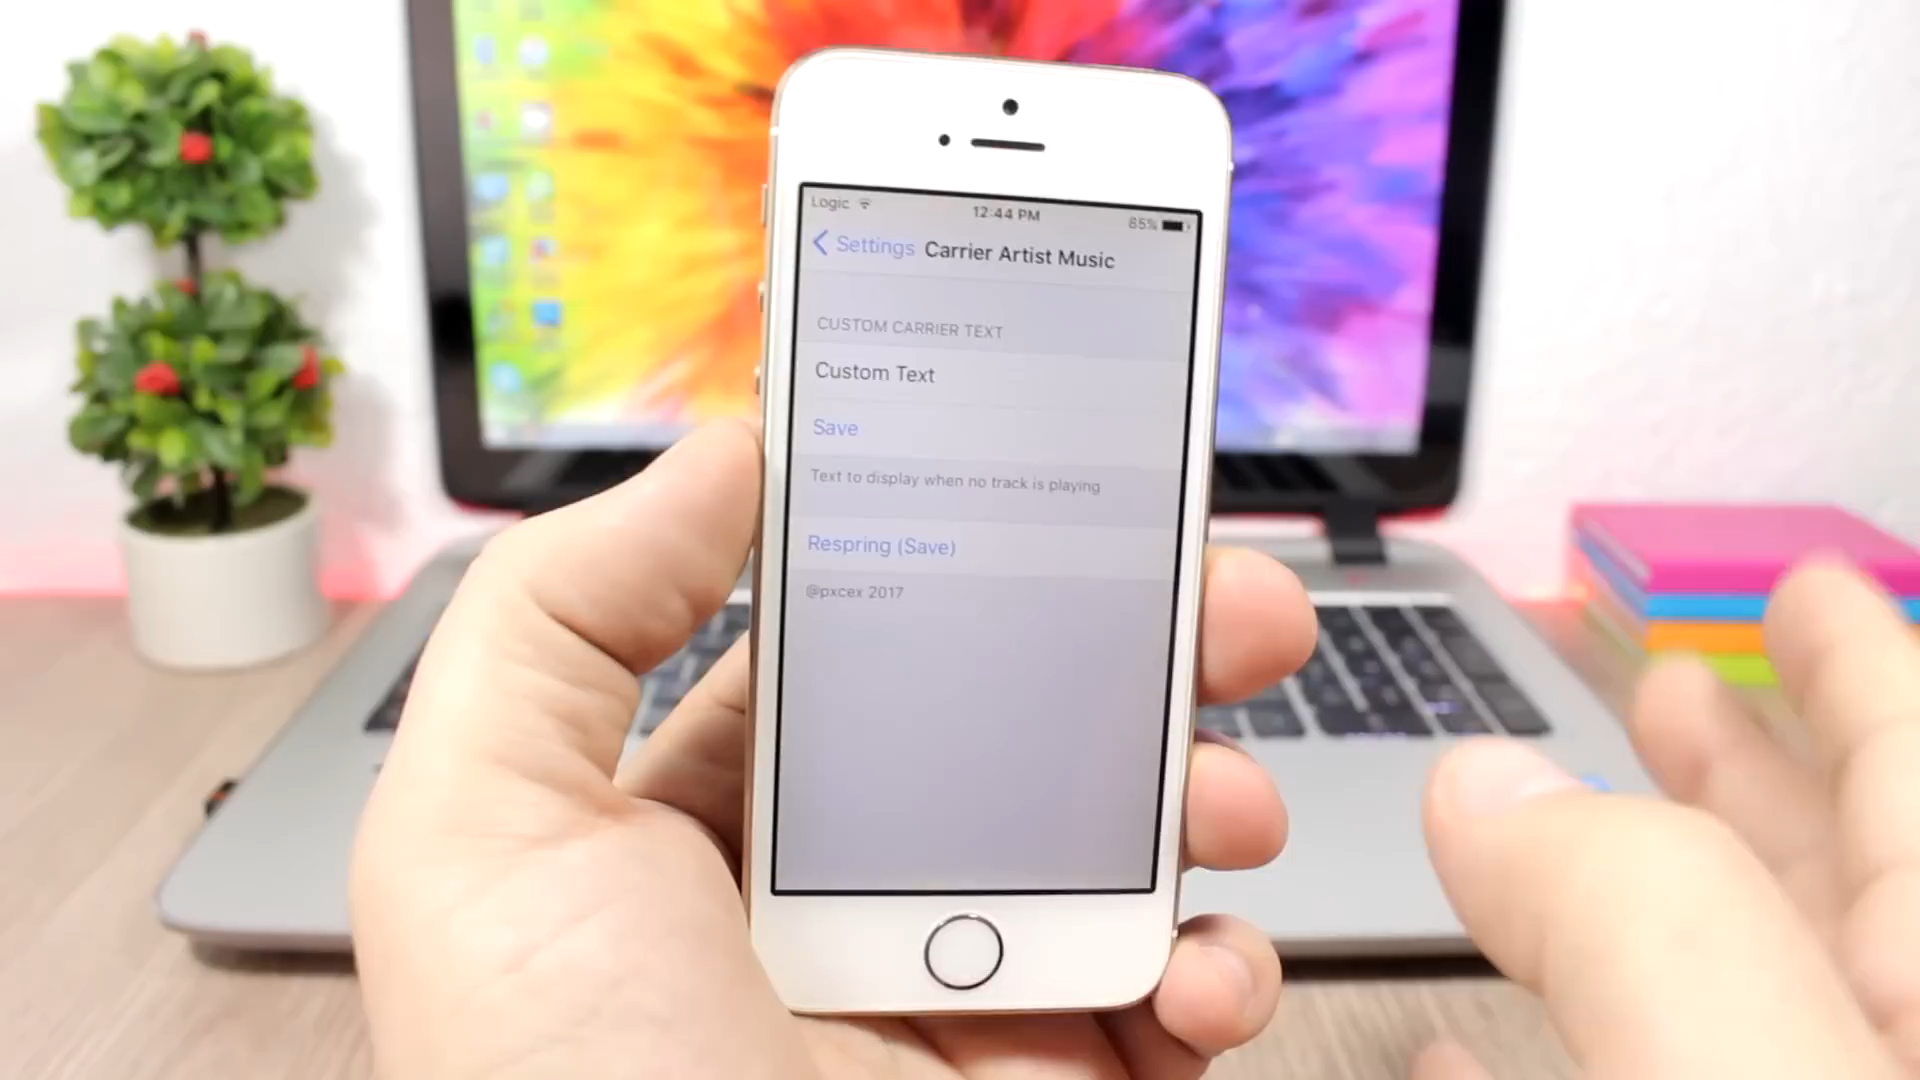 Logic
12:44 PM
85%
Settings
Carrier Artist Music
CUSTOM CARRIER TEXT
Custom Text
Save
Text to display when no track is playing
Respring (Save)
@pxcex 2017